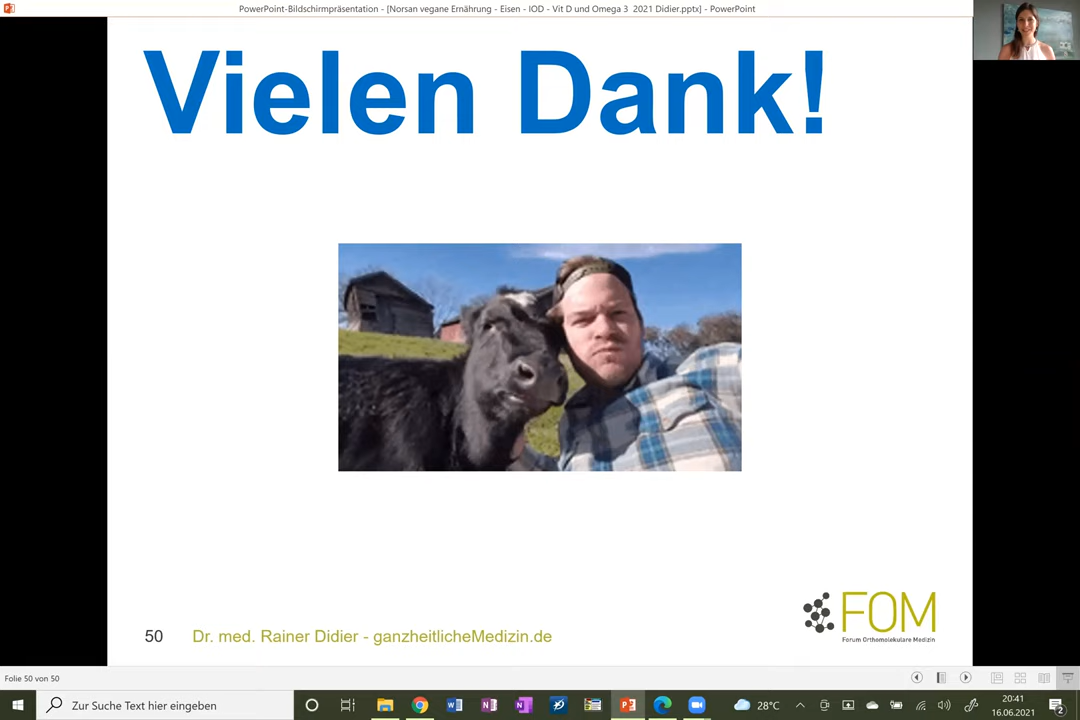 PowerPoint-Bildschirmpräsentation - [Norsan vegane Ernährung - Eisen - IOD - Vit D und Omega 3 2021 Didier.pptx] - PowerPoint
Vielen Dank!
FOM
Forum Orthomolekulare Medizin
50 Dr. med. Rainer Didier - ganzheitlicheMedizin.de
Folie 50 von 50
Zur Suche Text hier eingeben
28°C
20:41
16.06.2021
2